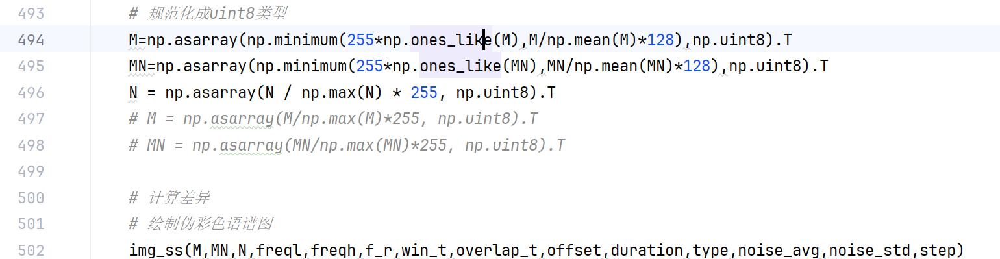 493 # 规范化成uint8类型
494 M=np.asarray(np.minimum(255*np.ones_like(M),M/np.mean(M)*128),np.uint8).T
495 MN=np.asarray(np.minimum(255*np.ones_like(MN),MN/np.mean(MN)*128),np.uint8).T
496 N = np.asarray(N / np.max(N) * 255, np.uint8).T
497 # M = np.asarray(M/np.max(M)*255, np.uint8).T
498 # MN = np.asarray(MN/np.max(MN)*255, np.uint8).T
499
500 # 计算差异
501 # 绘制伪彩色语谱图
502 img_ss(M,MN,N,freql,freqh,f_r,win_t,overlap_t,offset,duration,type,noise_avg,noise_std,step)